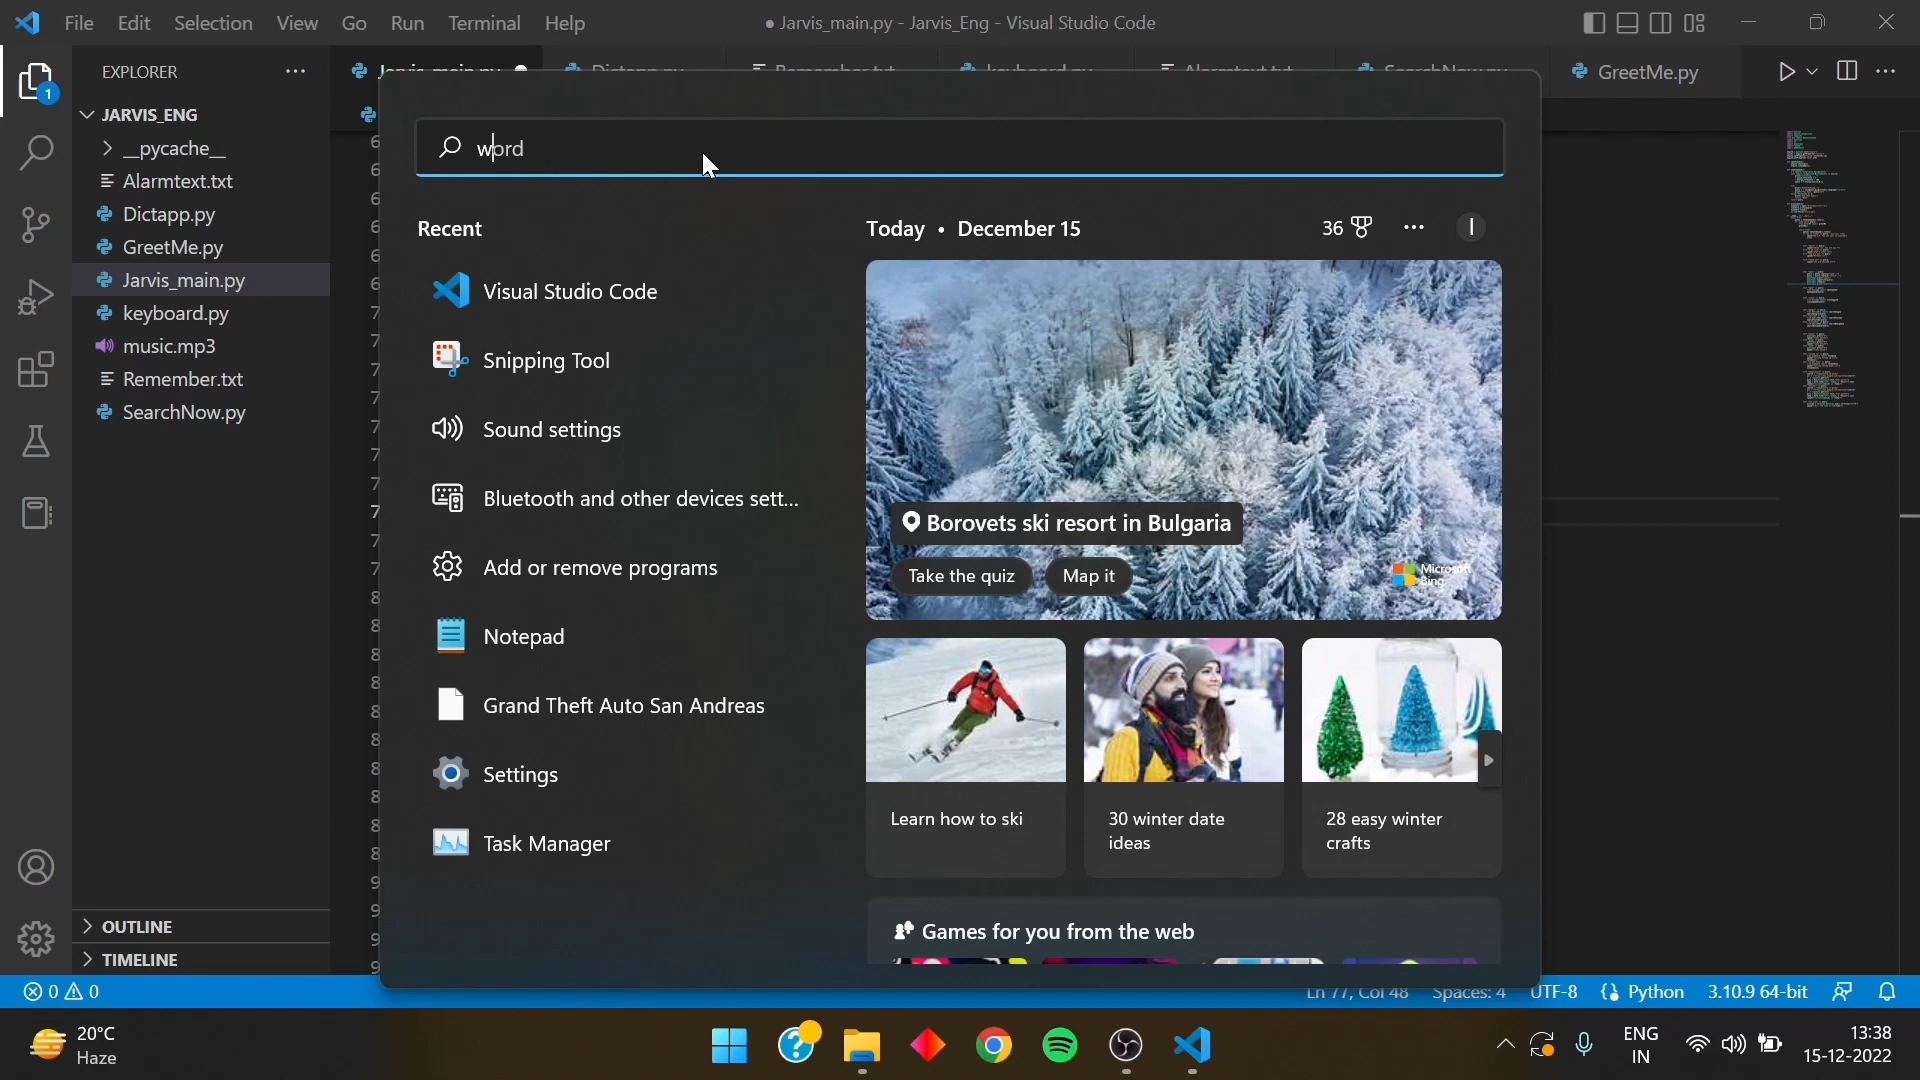 File Edit Selection View Go Run Terminal Help
● Jarvis_main.py - Jarvis_Eng - Visual Studio Code
EXPLORER
GreetMe.py
1
JARVIS_ENG
__pycache__
Alarmtext.txt
Dictapp.py
GreetMe.py
Jarvis_main.py
keyboard.py
music.mp3
Remember.txt
SearchNow.py
OUTLINE
TIMELINE
word
Recent
Visual Studio Code
Snipping Tool
Sound settings
Bluetooth and other devices sett...
Add or remove programs
Notepad
Grand Theft Auto San Andreas
Settings
Task Manager
Today • December 15
36
I
Borovets ski resort in Bulgaria
Take the quiz
Map it
Microsoft
Bing
Learn how to ski
30 winter date
ideas
28 easy winter
crafts
Games for you from the web
0 0
Ln 77, Col 48 Spaces: 4 UTF-8 Python 3.10.9 64-bit
20°C
Haze
ENG
IN
13:38
15-12-2022